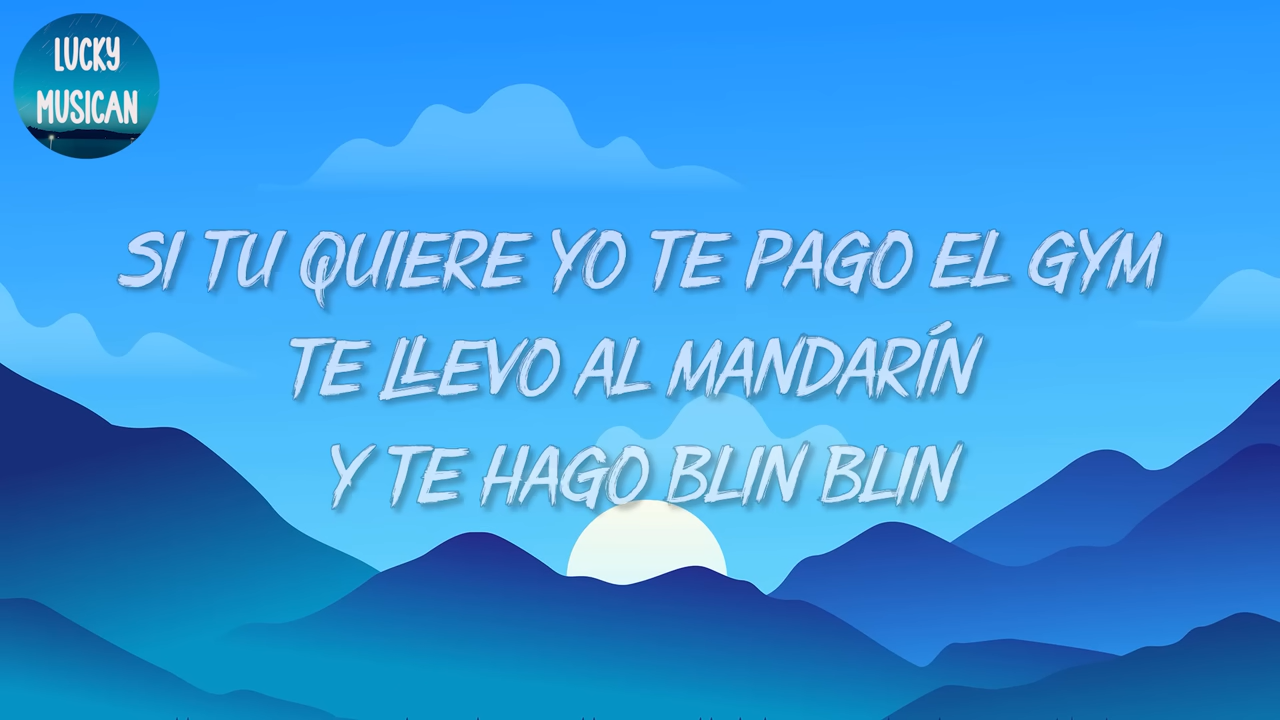 LUCKY
MUSICAN
SI TU QUIERE YO TE PAGO EL GYM
TE LLEVO AL MANDARÍN
Y TE HAGO BLIN BLIN